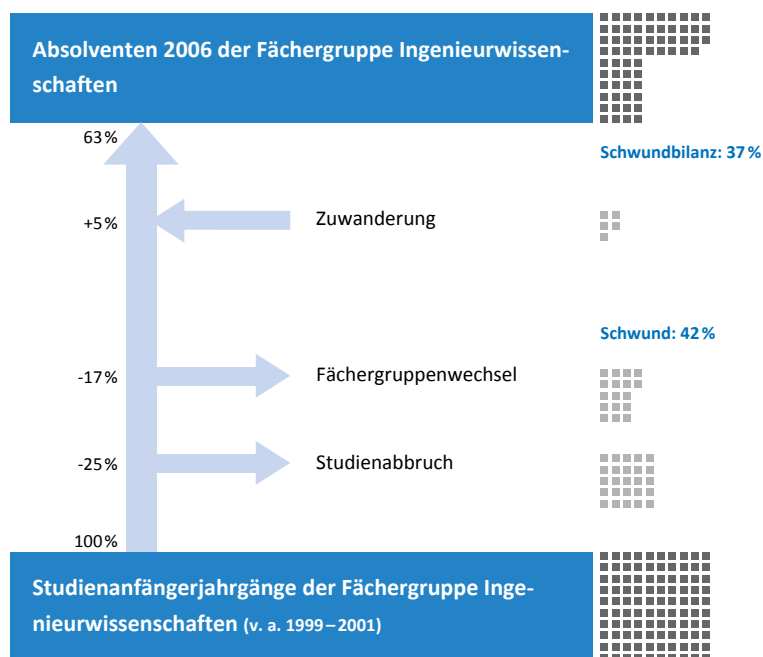 Absolventen 2006 der Fächergruppe Ingenieurwissen-
schaften
63%
Schwundbilanz: 37%
+5%
Zuwanderung
Schwund: 42%
-17%
Fächergruppenwechsel
-25%
Studienabbruch
100%
Studienanfängerjahrgänge der Fächergruppe Inge-
nieurwissenschaften (v. a. 1999–2001)